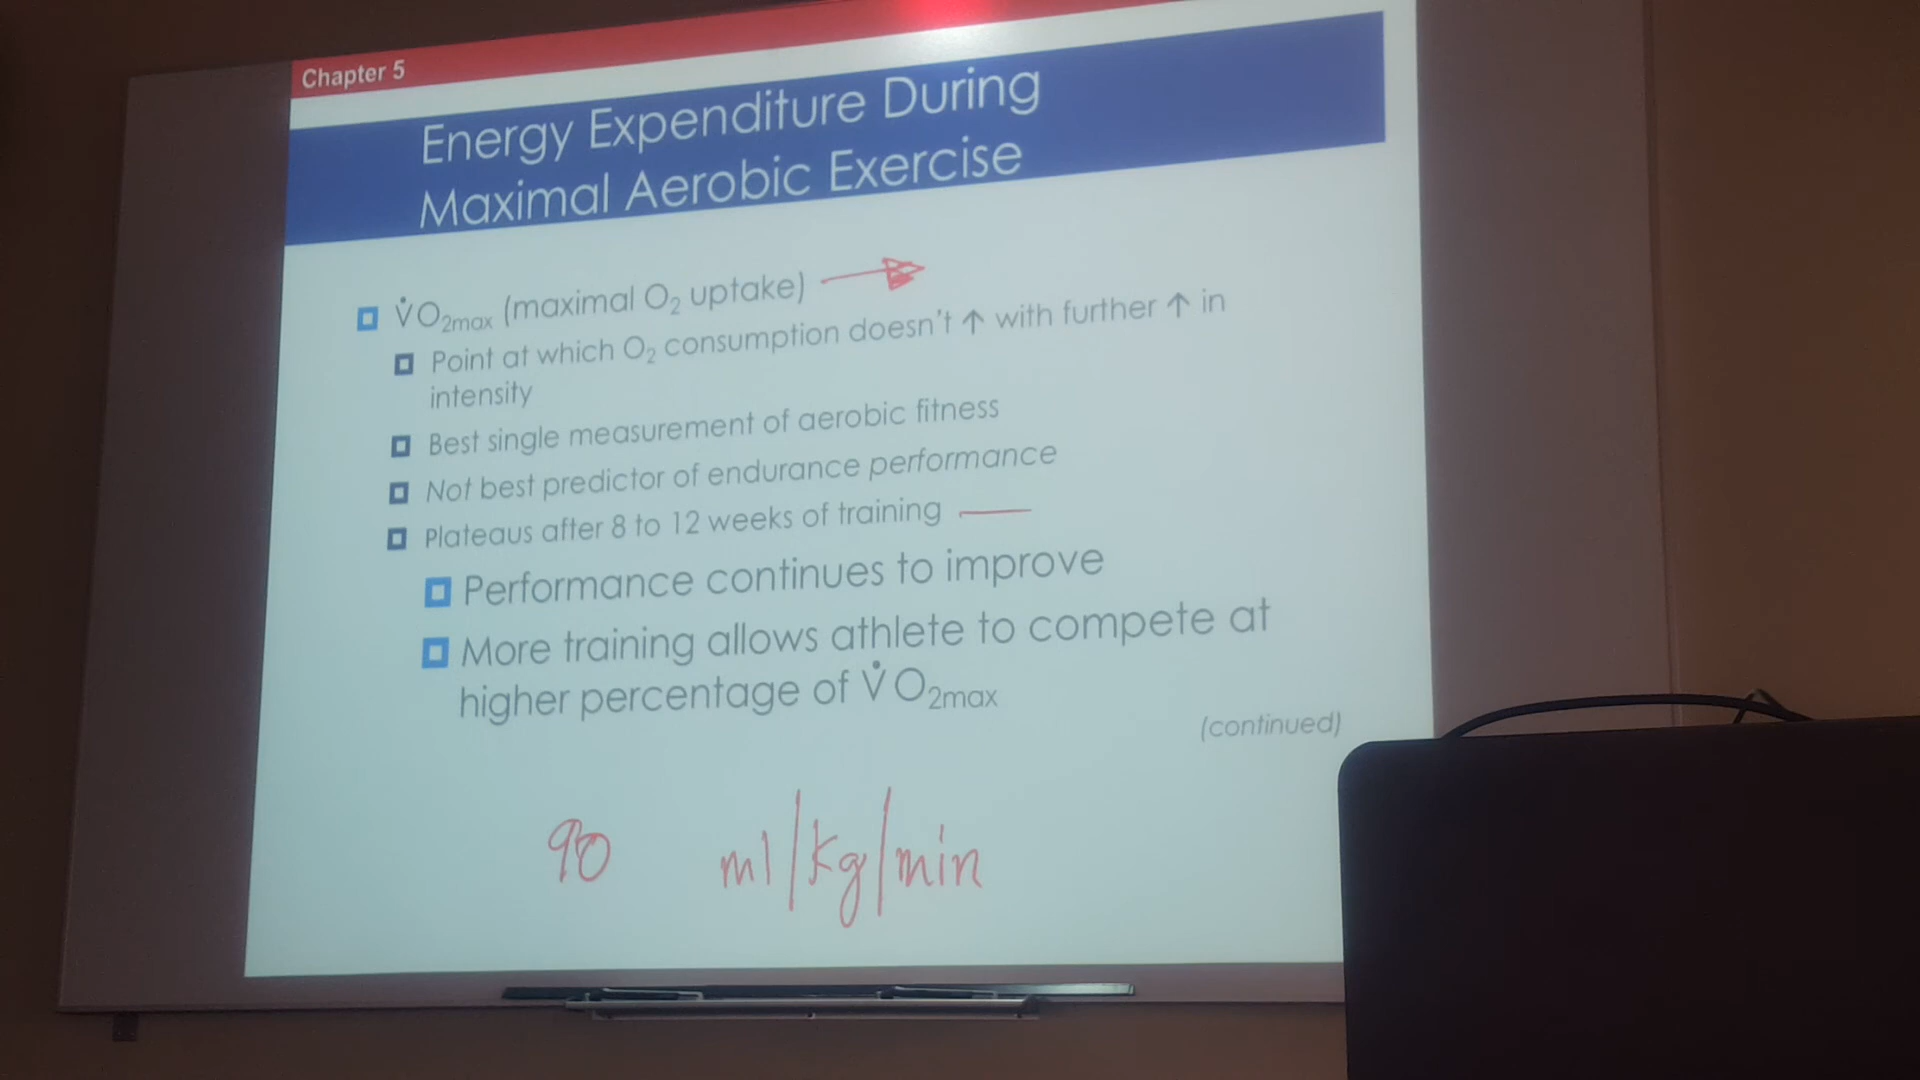 Chapter 5
Energy Expenditure During
Maximal Aerobic Exercise
V̇O₂max (maximal O₂ uptake)
Point at which O₂ consumption doesn't ↑ with further ↑ in
intensity
Best single measurement of aerobic fitness
Not best predictor of endurance performance
Plateaus after 8 to 12 weeks of training
Performance continues to improve
More training allows athlete to compete at
higher percentage of V̇O₂max
(continued)
90 ml/kg/min